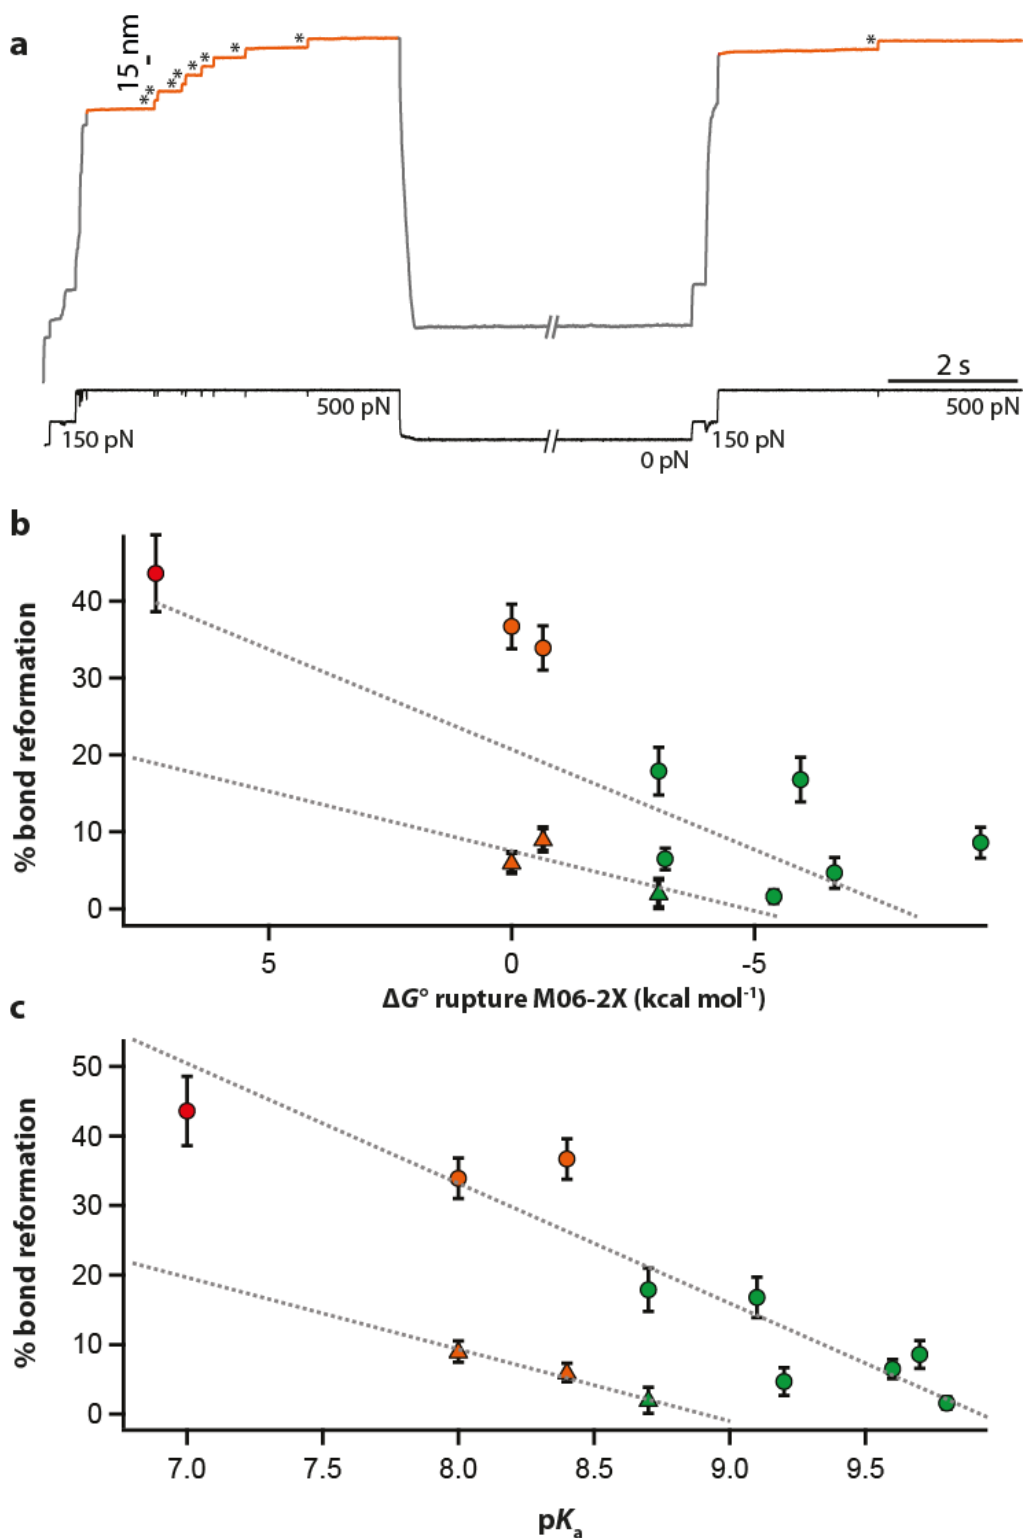 a
15 nm
* * * * * * * *
*
2 s
500 pN
500 pN
150 pN
150 pN
0 pN
b
% bond reformation
40
30
20
10
0
5 0 -5
ΔG° rupture M06-2X (kcal mol⁻¹)
c
% bond reformation
50
40
30
20
10
0
7.0 7.5 8.0 8.5 9.0 9.5
pKₐ